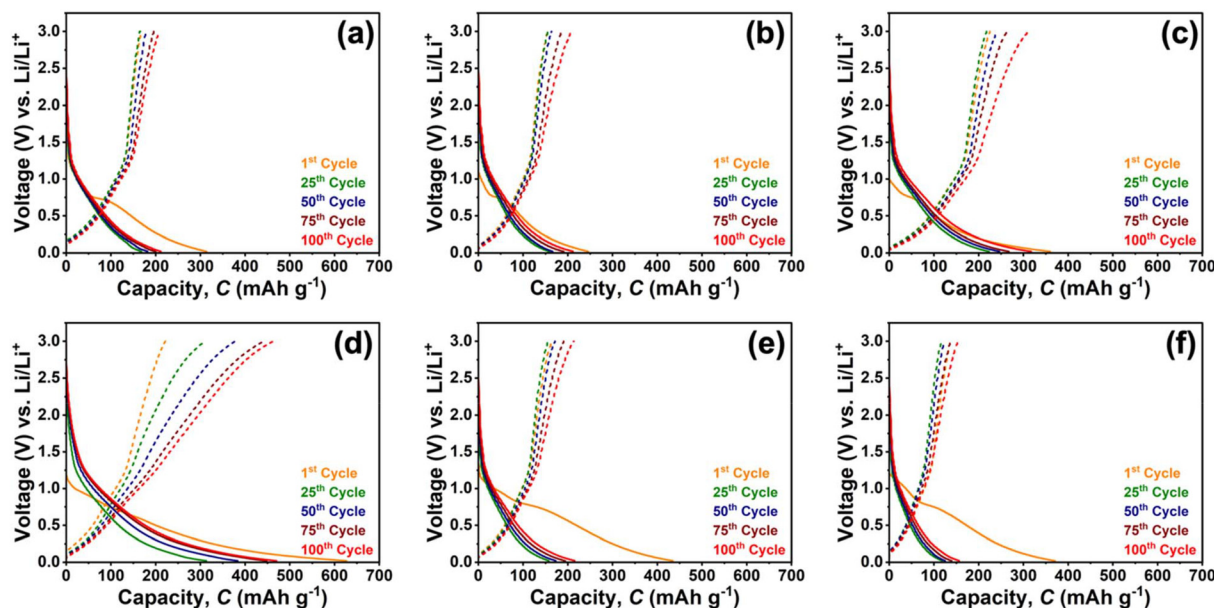 (a)
Voltage (V) vs. Li/Li⁺
3.0
2.5
2.0
1.5
1.0
0.5
0.0
1ˢᵗ Cycle
25ᵗʰ Cycle
50ᵗʰ Cycle
75ᵗʰ Cycle
100ᵗʰ Cycle
0 100 200 300 400 500 600 700
Capacity, C (mAh g⁻¹)
(b)
Voltage (V) vs. Li/Li⁺
3.0
2.5
2.0
1.5
1.0
0.5
0.0
1ˢᵗ Cycle
25ᵗʰ Cycle
50ᵗʰ Cycle
75ᵗʰ Cycle
100ᵗʰ Cycle
0 100 200 300 400 500 600 700
Capacity, C (mAh g⁻¹)
(c)
Voltage (V) vs. Li/Li⁺
3.0
2.5
2.0
1.5
1.0
0.5
0.0
1ˢᵗ Cycle
25ᵗʰ Cycle
50ᵗʰ Cycle
75ᵗʰ Cycle
100ᵗʰ Cycle
0 100 200 300 400 500 600 700
Capacity, C (mAh g⁻¹)
(d)
Voltage (V) vs. Li/Li⁺
3.0
2.5
2.0
1.5
1.0
0.5
0.0
1ˢᵗ Cycle
25ᵗʰ Cycle
50ᵗʰ Cycle
75ᵗʰ Cycle
100ᵗʰ Cycle
0 100 200 300 400 500 600 700
Capacity, C (mAh g⁻¹)
(e)
Voltage (V) vs. Li/Li⁺
3.0
2.5
2.0
1.5
1.0
0.5
0.0
1ˢᵗ Cycle
25ᵗʰ Cycle
50ᵗʰ Cycle
75ᵗʰ Cycle
100ᵗʰ Cycle
0 100 200 300 400 500 600 700
Capacity, C (mAh g⁻¹)
(f)
Voltage (V) vs. Li/Li⁺
3.0
2.5
2.0
1.5
1.0
0.5
0.0
1ˢᵗ Cycle
25ᵗʰ Cycle
50ᵗʰ Cycle
75ᵗʰ Cycle
100ᵗʰ Cycle
0 100 200 300 400 500 600 700
Capacity, C (mAh g⁻¹)